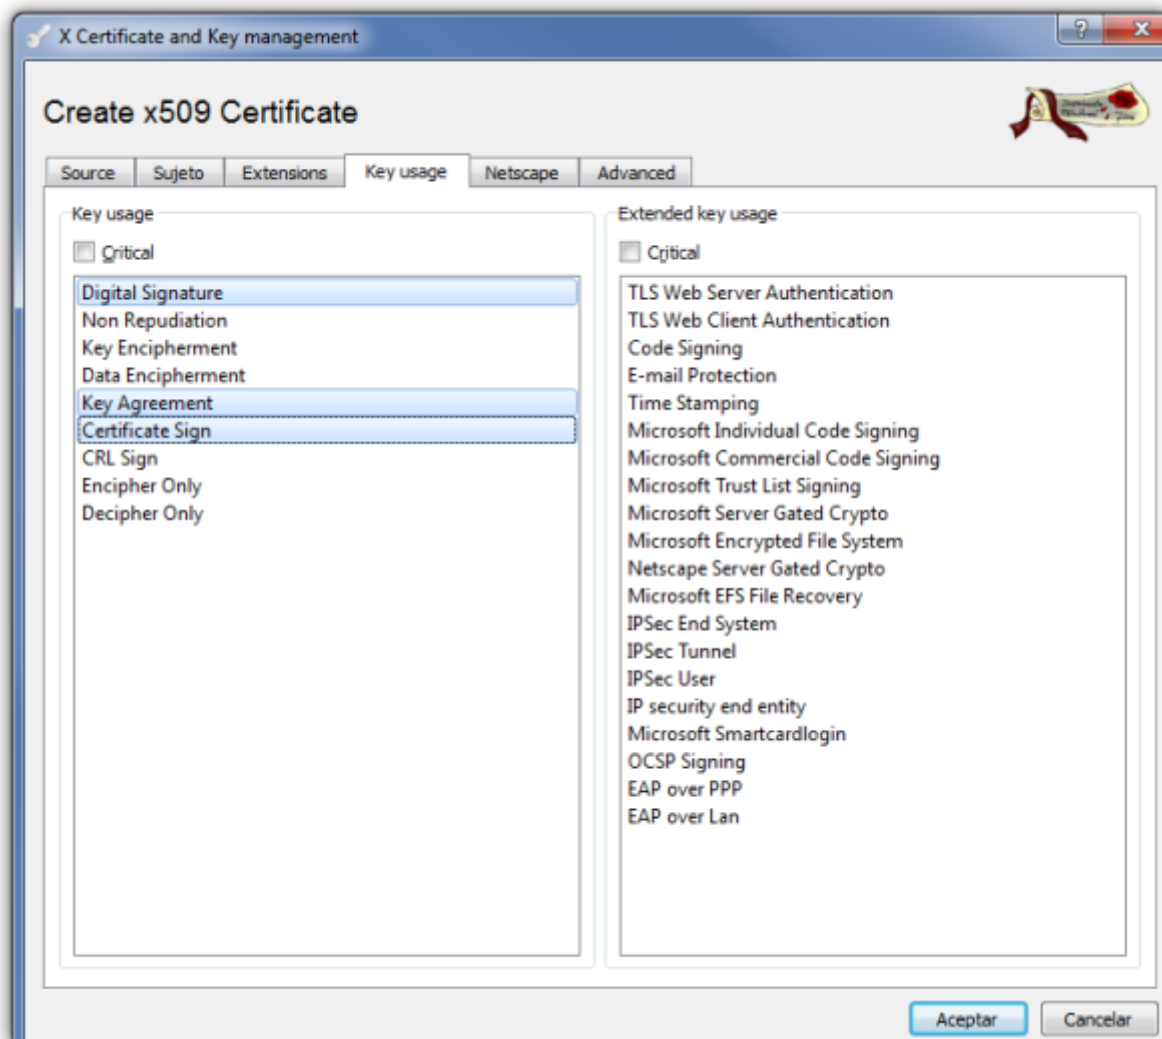 X Certificate and Key management
Create x509 Certificate
Source Sujeto Extensions Key usage Netscape Advanced
Key usage
Critical
Digital Signature
Non Repudiation
Key Encipherment
Data Encipherment
Key Agreement
Certificate Sign
CRL Sign
Encipher Only
Decipher Only
Extended key usage
Critical
TLS Web Server Authentication
TLS Web Client Authentication
Code Signing
E-mail Protection
Time Stamping
Microsoft Individual Code Signing
Microsoft Commercial Code Signing
Microsoft Trust List Signing
Microsoft Server Gated Crypto
Microsoft Encrypted File System
Netscape Server Gated Crypto
Microsoft EFS File Recovery
IPSec End System
IPSec Tunnel
IPSec User
IP security end entity
Microsoft Smartcardlogin
OCSP Signing
EAP over PPP
EAP over Lan
Aceptar Cancelar